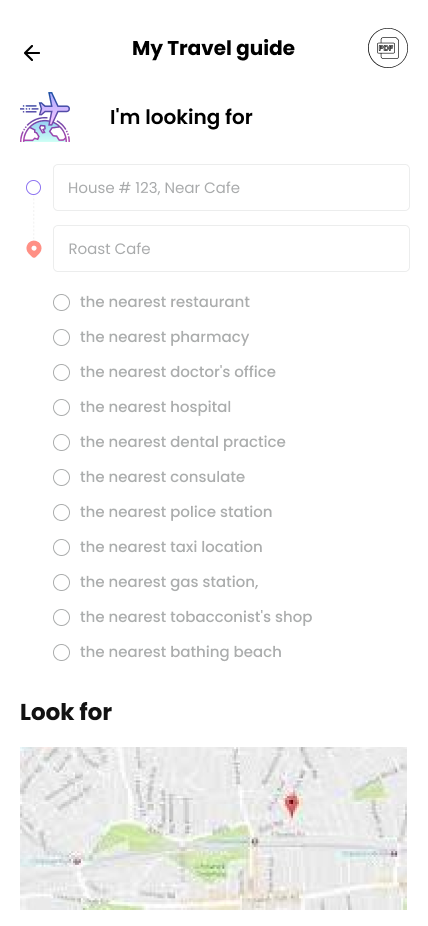 My Travel guide
PDF
I'm looking for
House # 123, Near Cafe
Roast Cafe
the nearest restaurant
the nearest pharmacy
the nearest doctor's office
the nearest hospital
the nearest dental practice
the nearest consulate
the nearest police station
the nearest taxi location
the nearest gas station,
the nearest tobacconist's shop
the nearest bathing beach
Look for